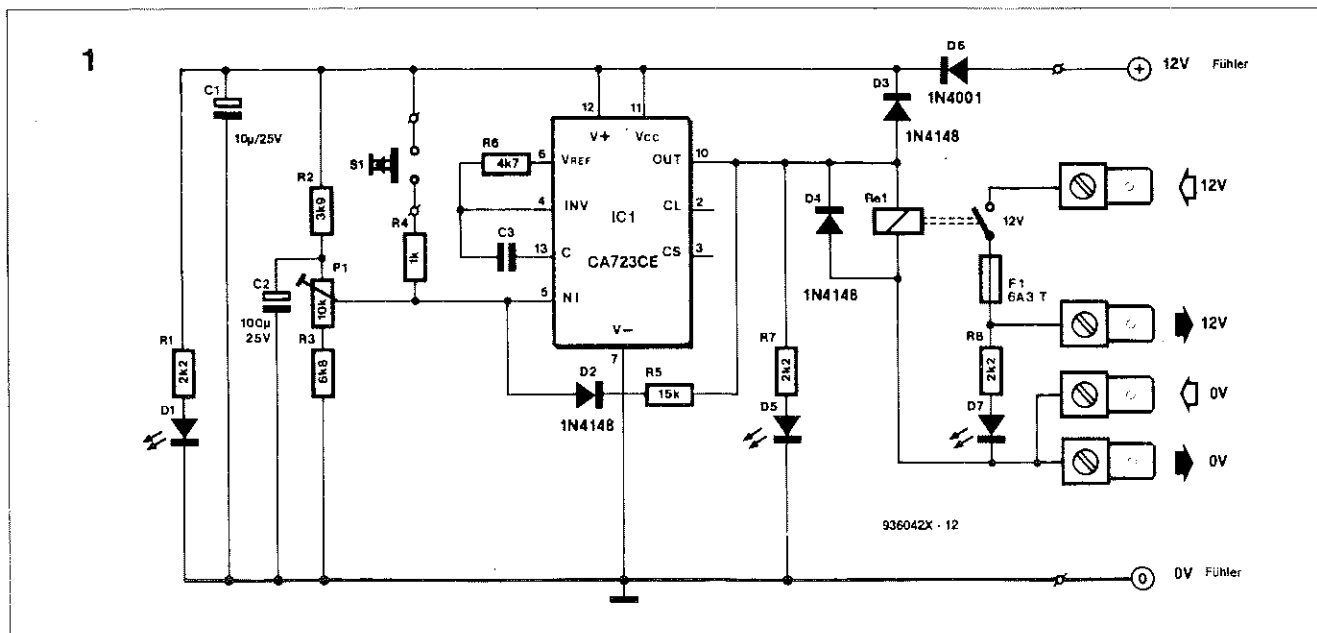 1
D6
12V Fühler
D3
1N4001
C1
12
11
10µ/25V
V+
VCC
1N4148
S1
R6
6
VREF
OUT
10
4k7
R2
3k9
4
INV
CL
2
D4
Re1
12V
12V
IC1
R4
C3
13
C
CS
3
1k
CA723CE
P1
F1
6A3 T
C2
10k
5
NI
1N4148
100µ
25V
12V
R3
V-
R1
R7
R8
7
2k2
6k8
D2
R5
2k2
2k2
0V
15k
D1
D5
D7
1N4148
0V
936042X - 12
0
0V Fühler